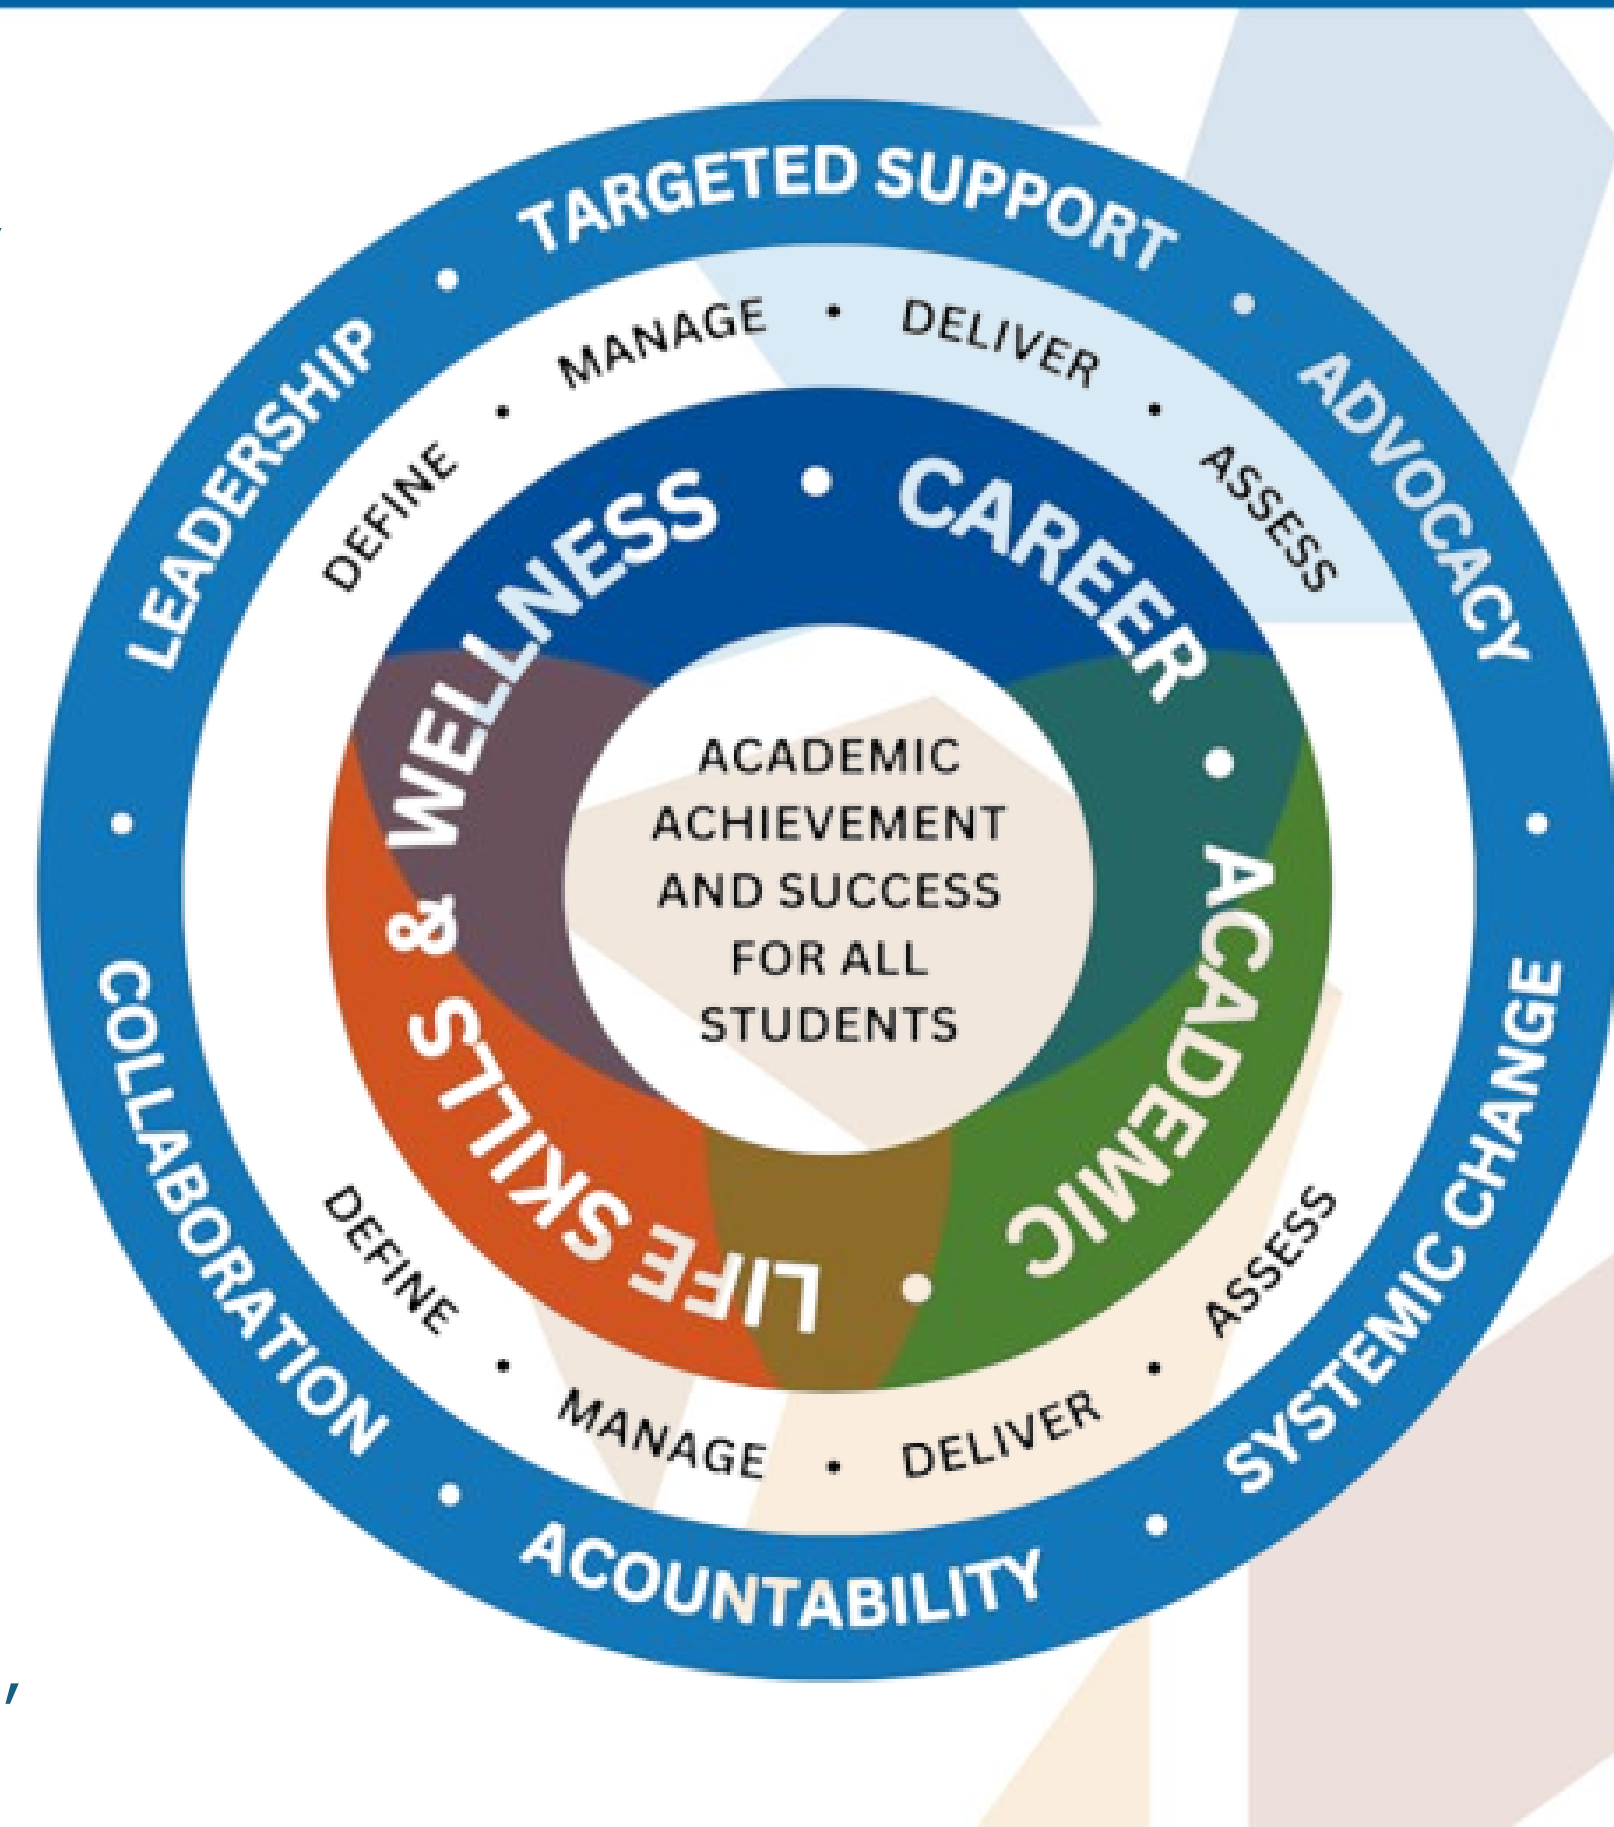 TARGETED SUPPORT • ADVOCACY • SYSTEMIC CHANGE • ACOUNTABILITY • COLLABORATION • LEADERSHIP •
DEFINE • MANAGE • DELIVER • ASSESS
DEFINE • MANAGE • DELIVER • ASSESS
CAREER • ACADEMIC • LIFE SKILLS & WELLNESS •
ACADEMIC
ACHIEVEMENT
AND SUCCESS
FOR ALL
STUDENTS
,